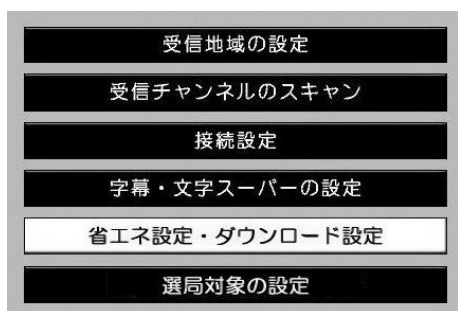 受信地域の設定
受信チャンネルのスキャン
接続設定
字幕・文字スーパーの設定
省エネ設定・ダウンロード設定
選局対象の設定